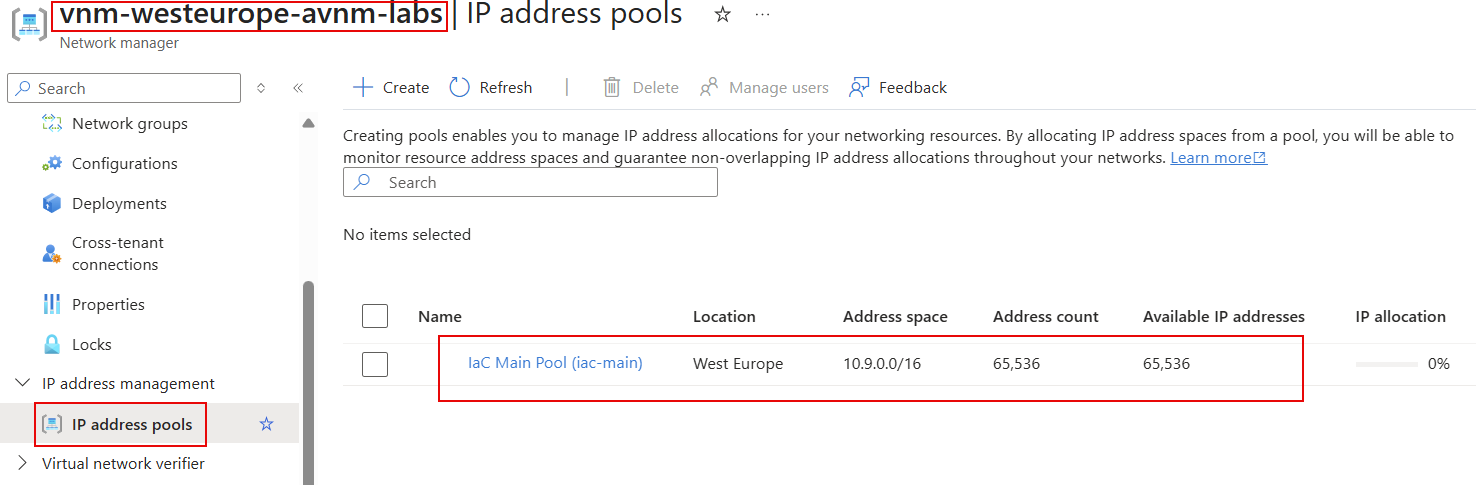 vnm-westeurope-avnm-labs | IP address pools
Network manager
Search
Network groups
Configurations
Deployments
Cross-tenant
connections
Properties
Locks
IP address management
IP address pools
Virtual network verifier
Create Refresh | Delete Manage users Feedback
Creating pools enables you to manage IP address allocations for your networking resources. By allocating IP address spaces from a pool, you will be able to
monitor resource address spaces and guarantee non-overlapping IP address allocations throughout your networks. Learn more
Search
No items selected
Name Location Address space Address count Available IP addresses IP allocation
IaC Main Pool (iac-main) West Europe 10.9.0.0/16 65,536 65,536 0%